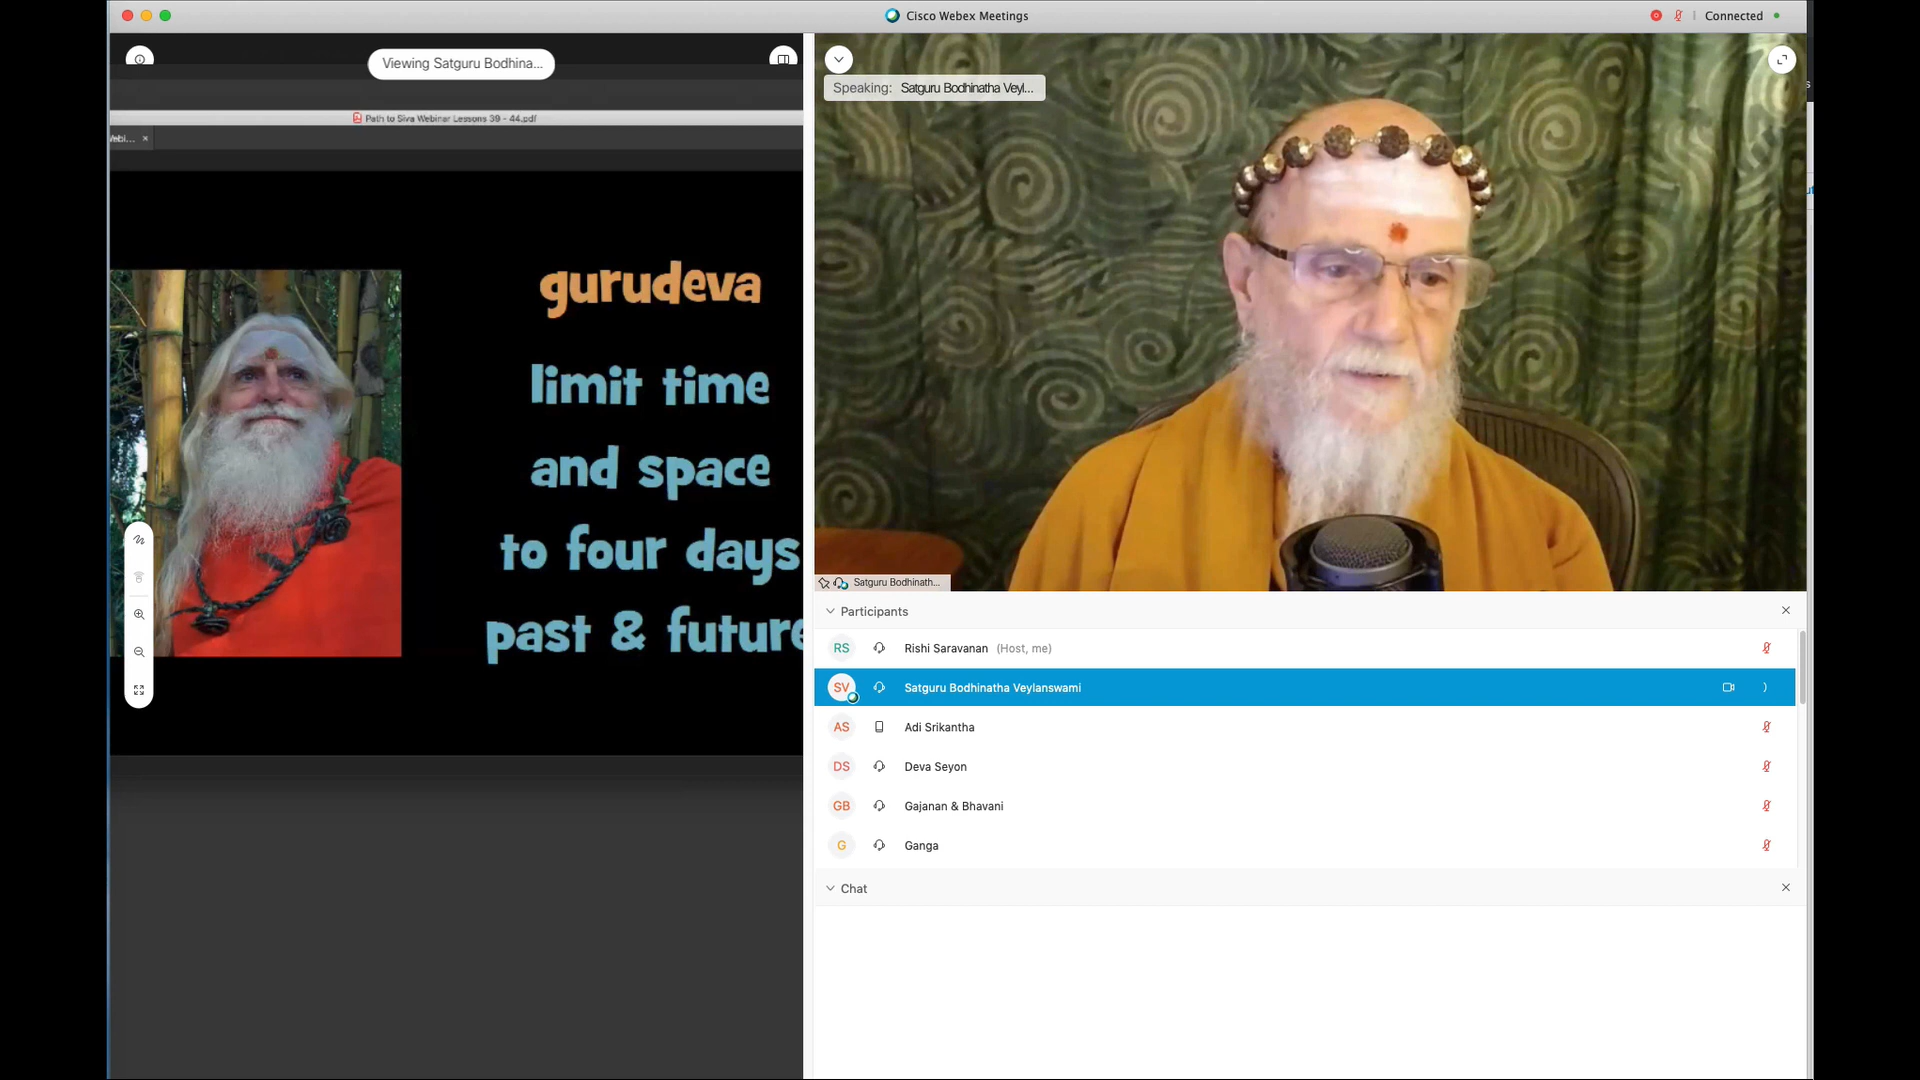 Cisco Webex Meetings
Connected
Viewing Satguru Bodhina...
Speaking: Satguru Bodhinatha Veyl...
Path to Siva Webinar Lessons 39 - 44.pdf
Webi...
gurudeva
limit time
and space
to four days
past & future
Satguru Bodhinath...
Participants
RS Rishi Saravanan (Host, me)
SV Satguru Bodhinatha Veylanswami
AS Adi Srikantha
DS Deva Seyon
GB Gajanan & Bhavani
G Ganga
Chat